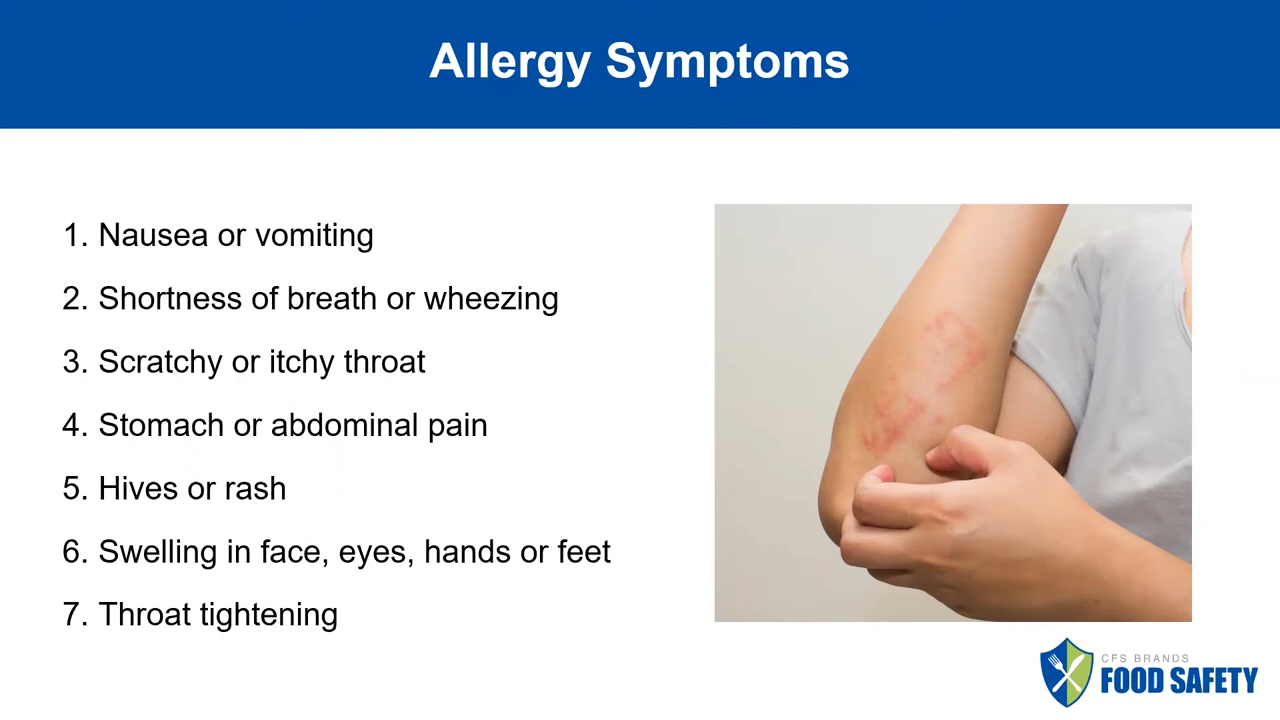 Allergy Symptoms
1. Nausea or vomiting
2. Shortness of breath or wheezing
3. Scratchy or itchy throat
4. Stomach or abdominal pain
5. Hives or rash
6. Swelling in face, eyes, hands or feet
7. Throat tightening
CFS BRANDS
FOOD SAFETY